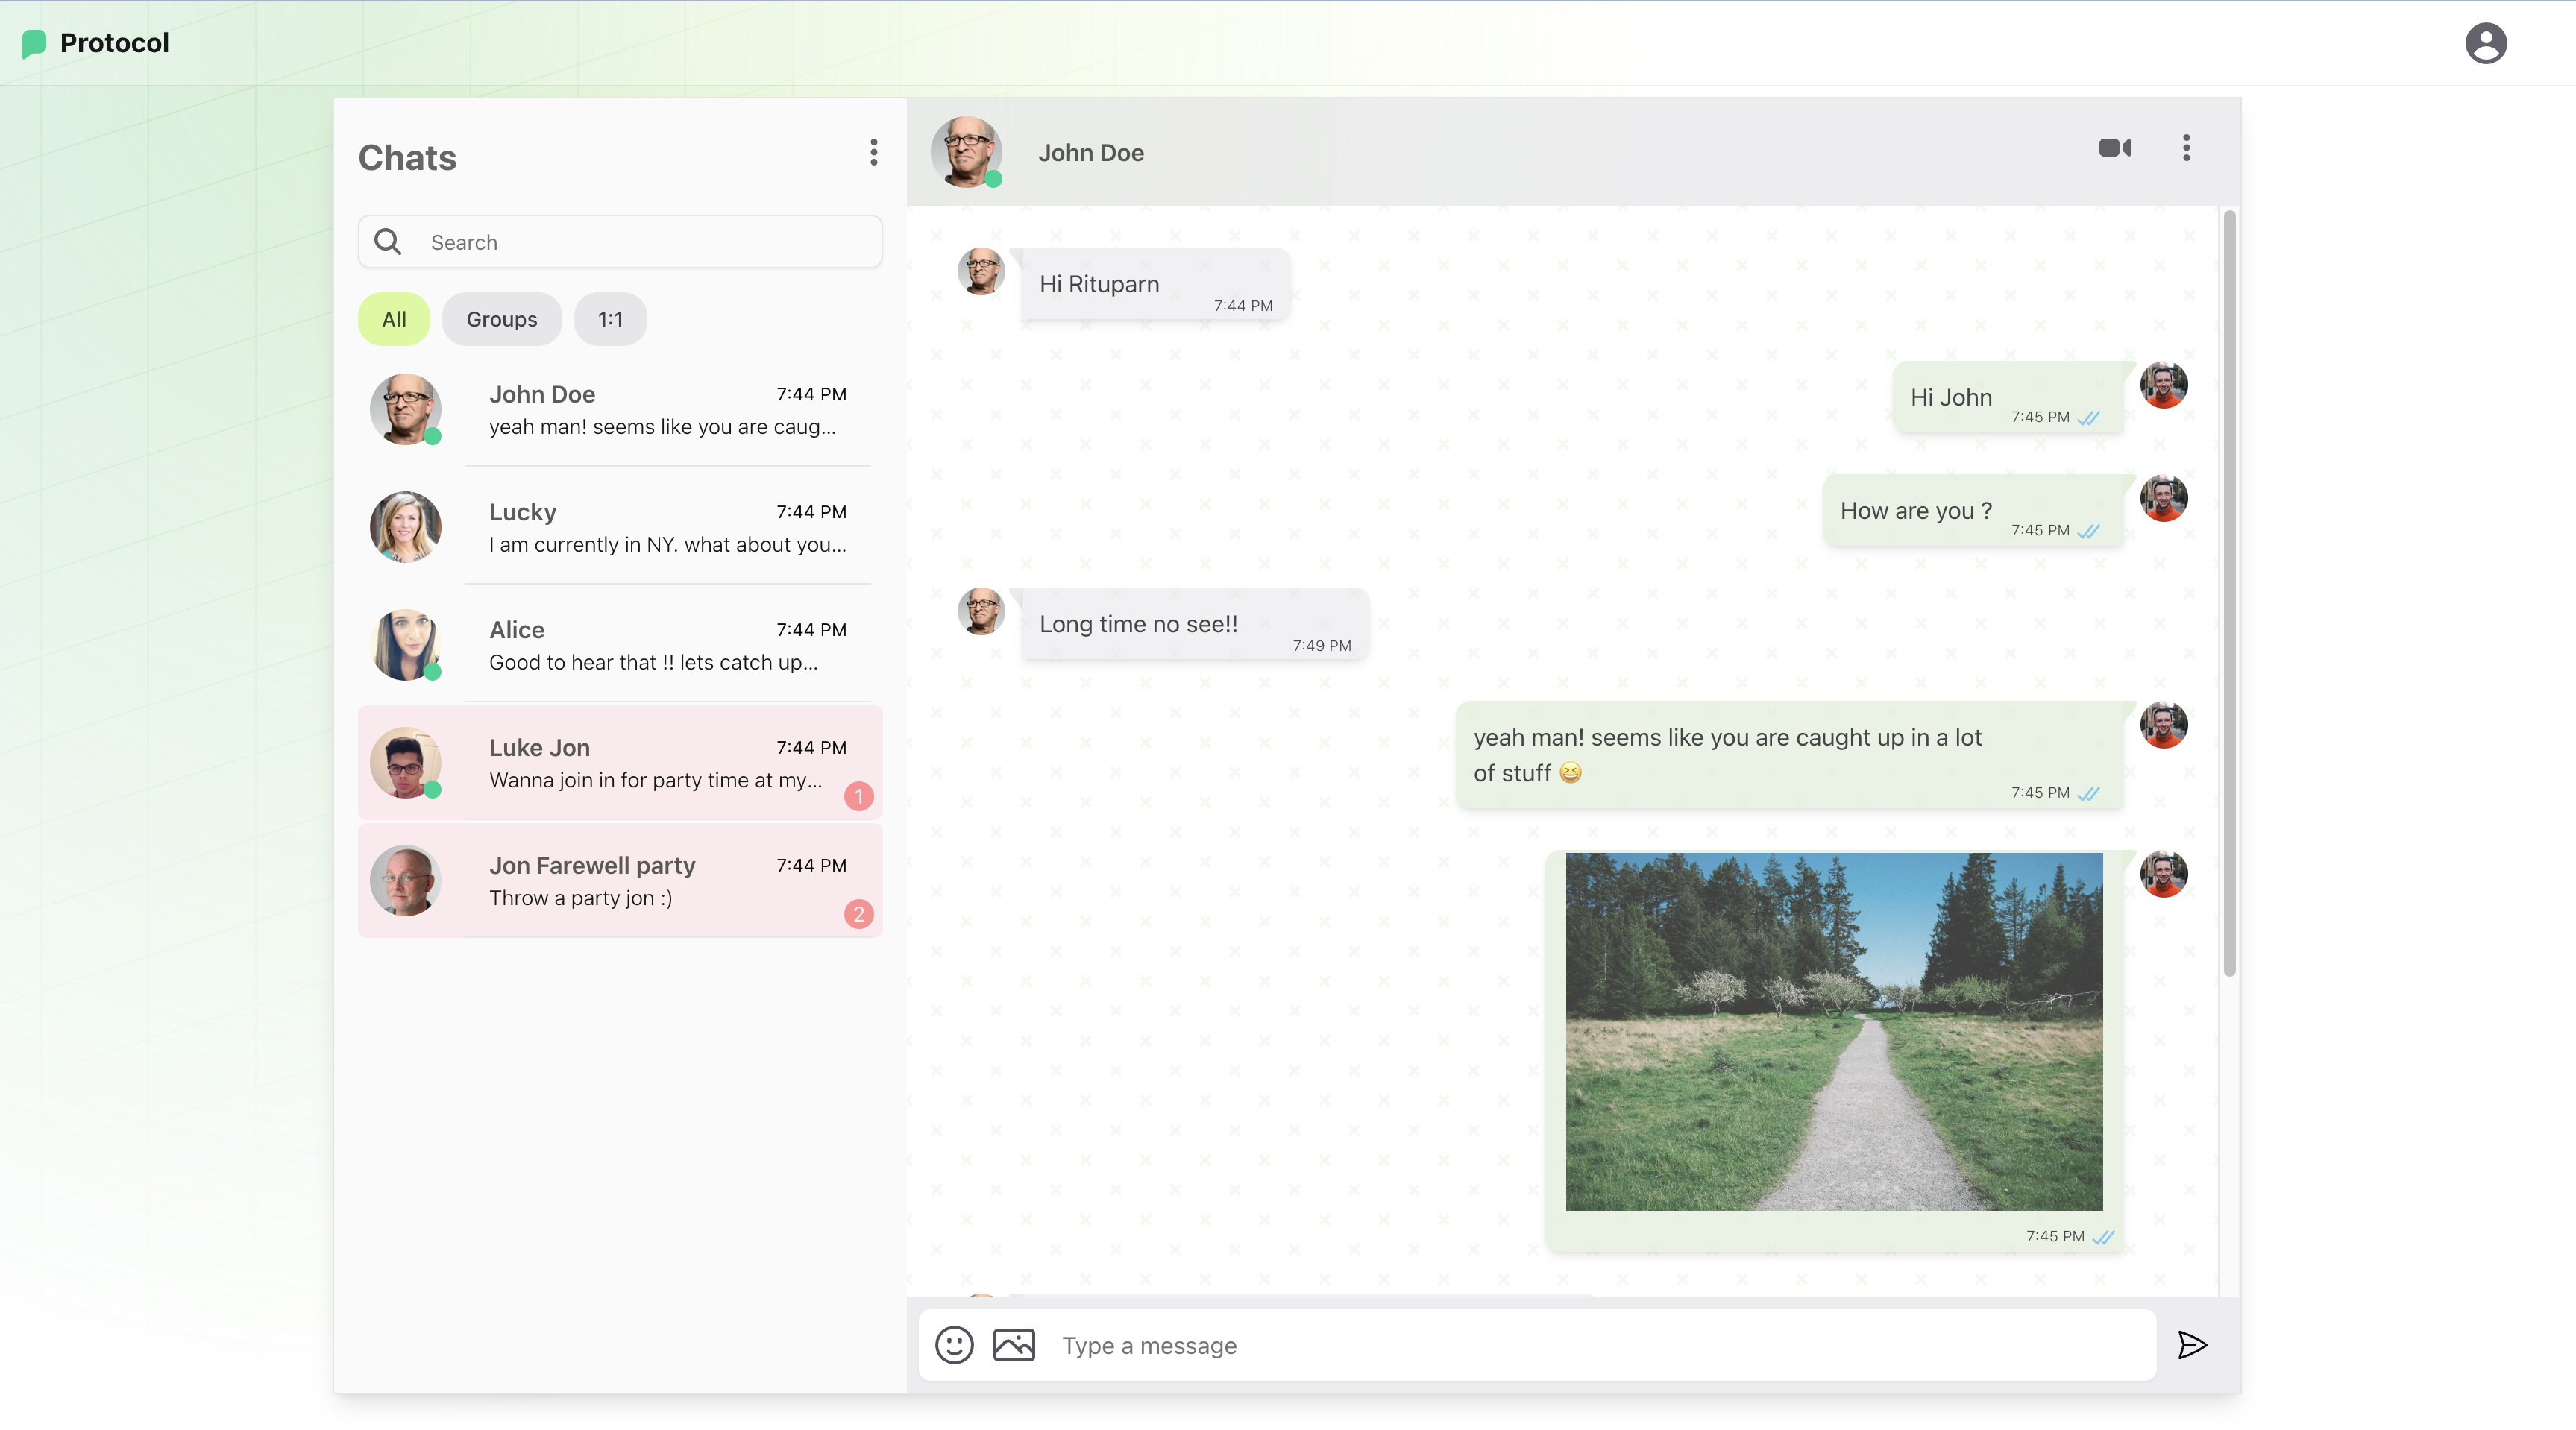 Protocol
Chats
Search
All
Groups
1:1
John Doe
7:44 PM
yeah man! seems like you are caug...
Lucky
7:44 PM
I am currently in NY. what about you...
Alice
7:44 PM
Good to hear that !! lets catch up...
Luke Jon
7:44 PM
Wanna join in for party time at my...
1
Jon Farewell party
7:44 PM
Throw a party jon :)
2
John Doe
Hi Rituparn
7:44 PM
Hi John
7:45 PM
How are you ?
7:45 PM
Long time no see!!
7:49 PM
yeah man! seems like you are caught up in a lot
of stuff 😆
7:45 PM
7:45 PM
Type a message